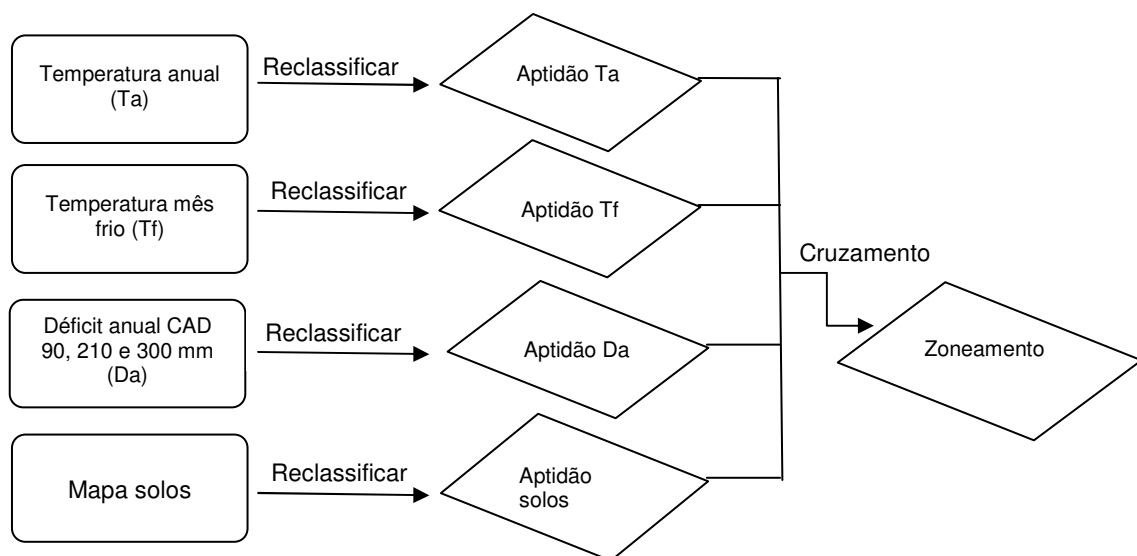 Temperatura anual
(Ta)
Reclassificar
Aptidão Ta
Temperatura mês
frio (Tf)
Reclassificar
Aptidão Tf
Cruzamento
Zoneamento
Déficit anual CAD
90, 210 e 300 mm
(Da)
Reclassificar
Aptidão Da
Mapa solos
Reclassificar
Aptidão
solos